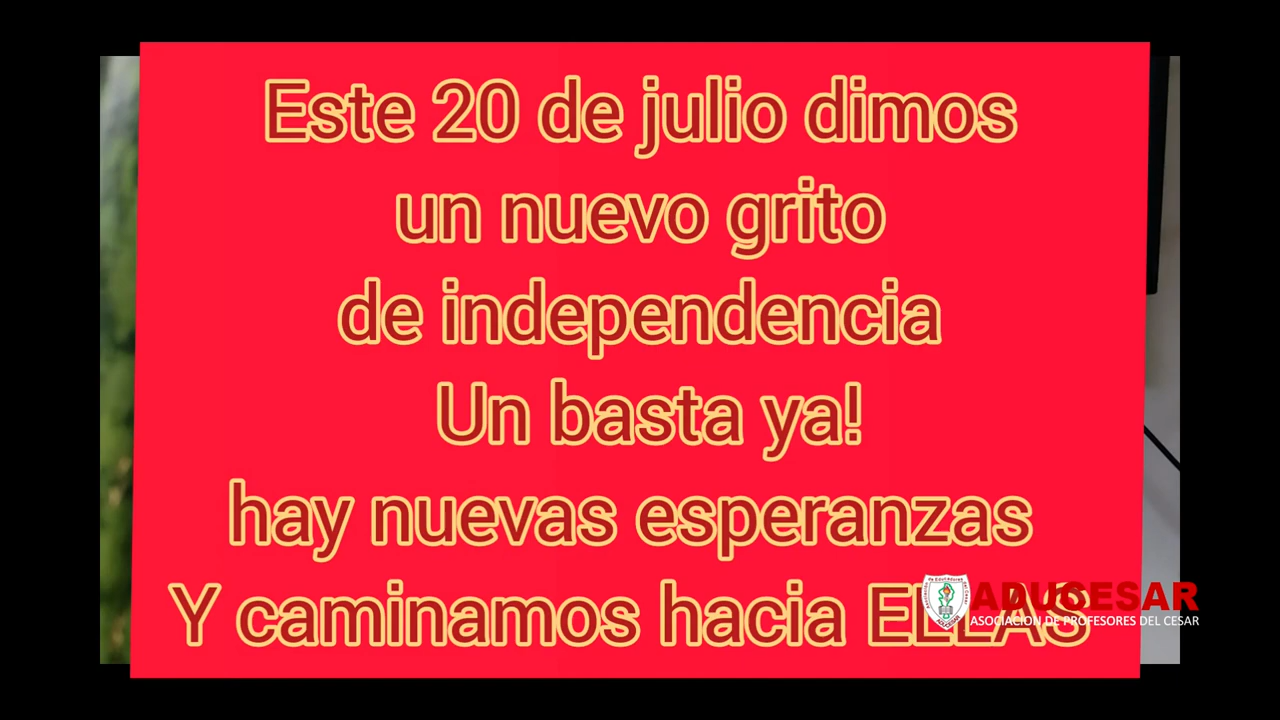 Este 20 de julio dimos
un nuevo grito
de independencia
Un basta ya!
hay nuevas esperanzas
Y caminamos hacia ELLAS
ADUCESAR
ASOCIACIÓN DE PROFESORES DEL CESAR